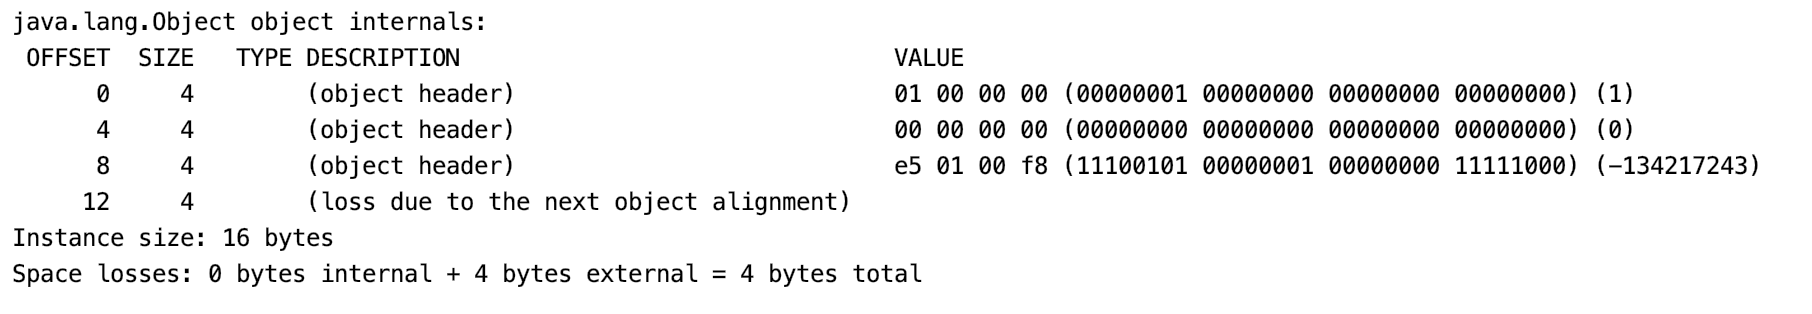 java.lang.Object object internals:
 OFFSET  SIZE   TYPE DESCRIPTION                               VALUE
      0     4        (object header)                           01 00 00 00 (00000001 00000000 00000000 00000000) (1)
      4     4        (object header)                           00 00 00 00 (00000000 00000000 00000000 00000000) (0)
      8     4        (object header)                           e5 01 00 f8 (11100101 00000001 00000000 11111000) (-134217243)
     12     4        (loss due to the next object alignment)
Instance size: 16 bytes
Space losses: 0 bytes internal + 4 bytes external = 4 bytes total